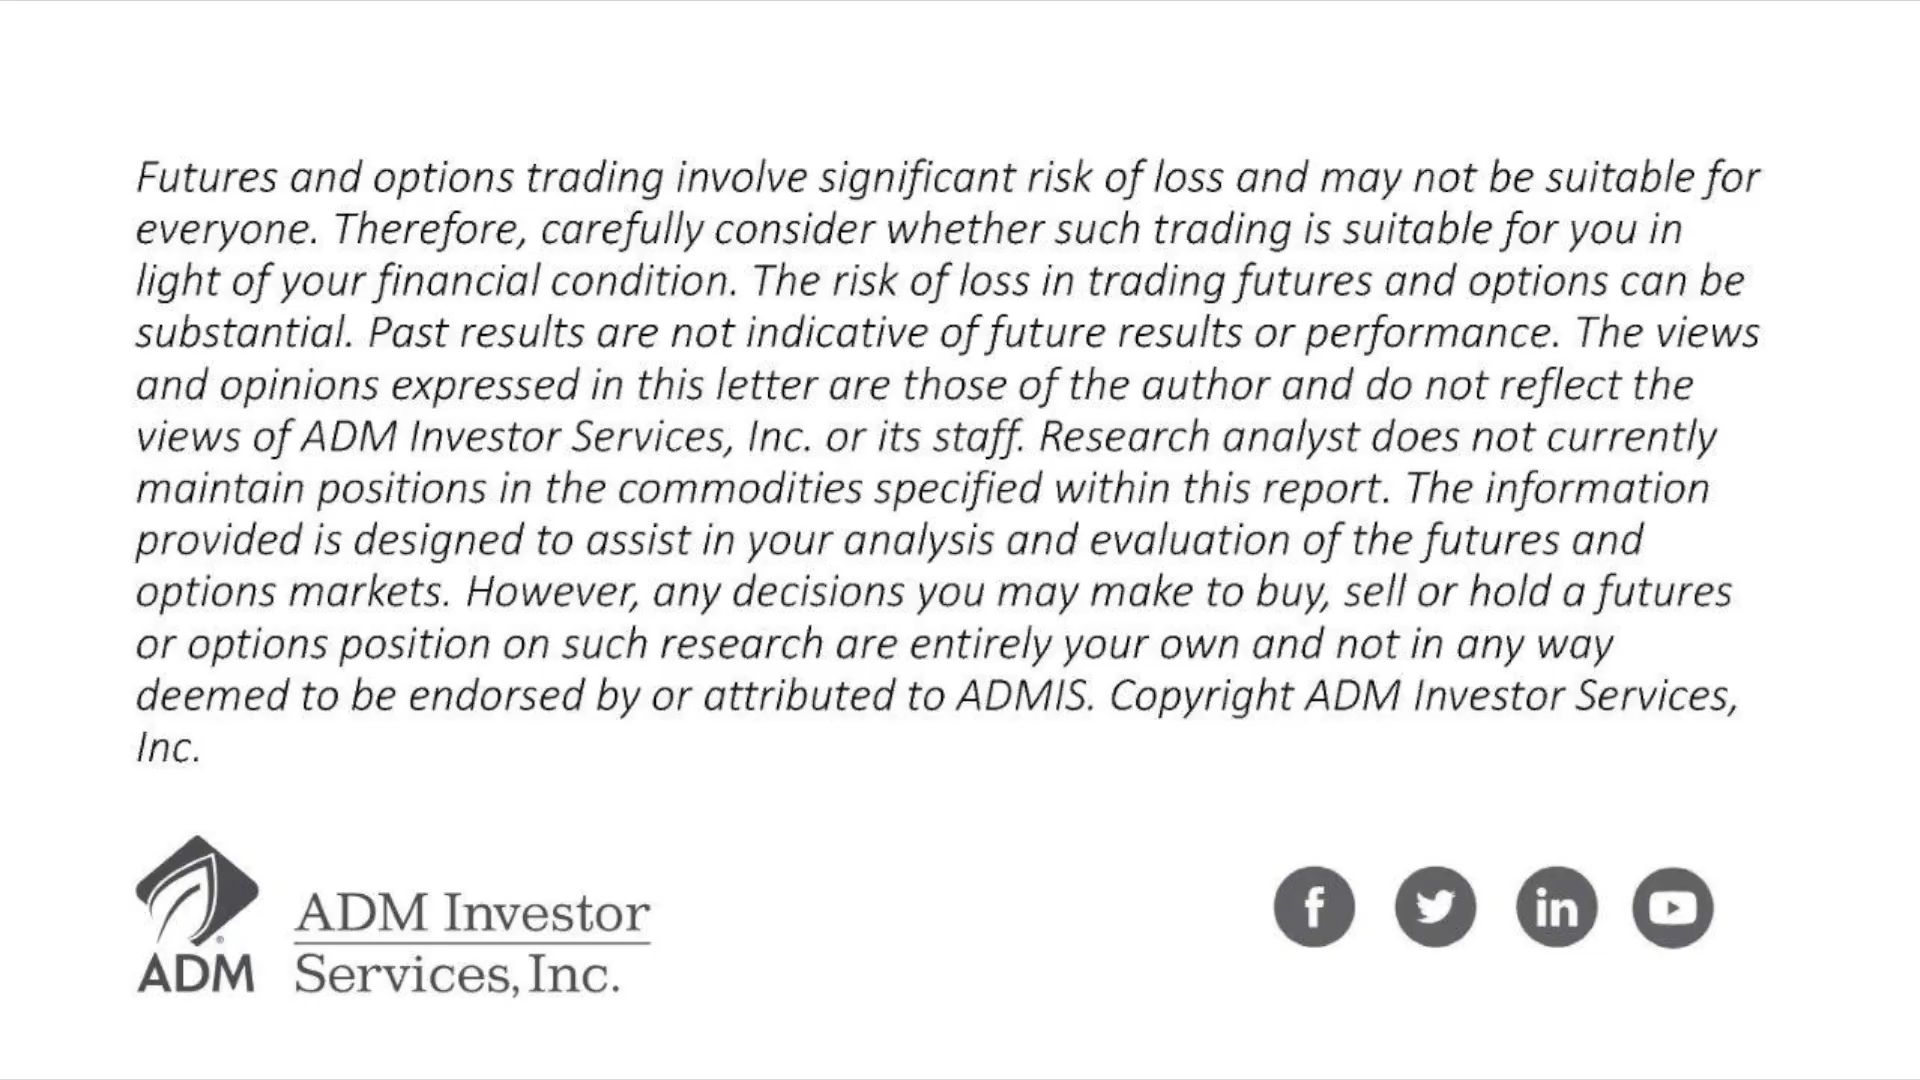 Futures and options trading involve significant risk of loss and may not be suitable for
everyone. Therefore, carefully consider whether such trading is suitable for you in
light of your financial condition. The risk of loss in trading futures and options can be
substantial. Past results are not indicative of future results or performance. The views
and opinions expressed in this letter are those of the author and do not reflect the
views of ADM Investor Services, Inc. or its staff. Research analyst does not currently
maintain positions in the commodities specified within this report. The information
provided is designed to assist in your analysis and evaluation of the futures and
options markets. However, any decisions you may make to buy, sell or hold a futures
or options position on such research are entirely your own and not in any way
deemed to be endorsed by or attributed to ADMIS. Copyright ADM Investor Services,
Inc.
ADM
ADM Investor
Services, Inc.
f
in